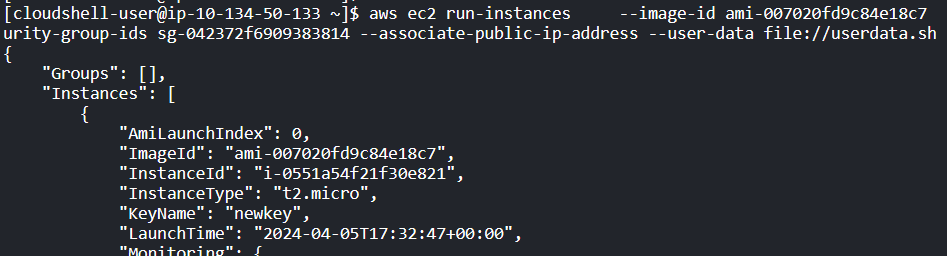 [cloudshell-user@ip-10-134-50-133 ~]$ aws ec2 run-instances     --image-id ami-007020fd9c84e18c7
urity-group-ids sg-042372f6909383814 --associate-public-ip-address --user-data file://userdata.sh
{
    "Groups": [],
    "Instances": [
        {
            "AmiLaunchIndex": 0,
            "ImageId": "ami-007020fd9c84e18c7",
            "InstanceId": "i-0551a54f21f30e821",
            "InstanceType": "t2.micro",
            "KeyName": "newkey",
            "LaunchTime": "2024-04-05T17:32:47+00:00",
            "Monitoring": {